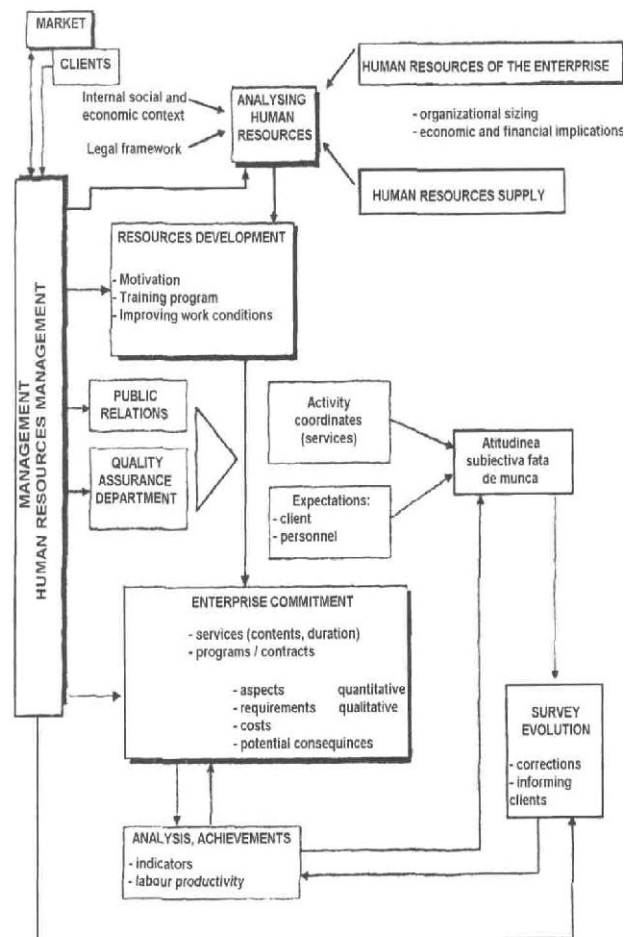 MARKET
CLIENTS
Internal social and
economic context
Legal framework
ANALYSING
HUMAN
RESOURCES
HUMAN RESOURCES OF THE ENTERPRISE
- organizational sizing
- economic and financial implications
HUMAN RESOURCES SUPPLY
MANAGEMENT
HUMAN RESOURCES MANAGEMENT
RESOURCES DEVELOPMENT
- Motivation
- Training program
- Improving work conditions
PUBLIC
RELATIONS
QUALITY
ASSURANCE
DEPARTMENT
Activity
coordinates
(services)
Expectations:
- client
- personnel
Atitudinea
subiectiva fata
de munca
ENTERPRISE COMMITMENT
- services (contents, duration)
- programs / contracts
- aspects quantitative
- requirements qualitative
- costs
- potential consequinces
SURVEY
EVOLUTION
- corrections
- informing
clients
ANALYSIS, ACHIEVEMENTS
- indicators
- labour productivity